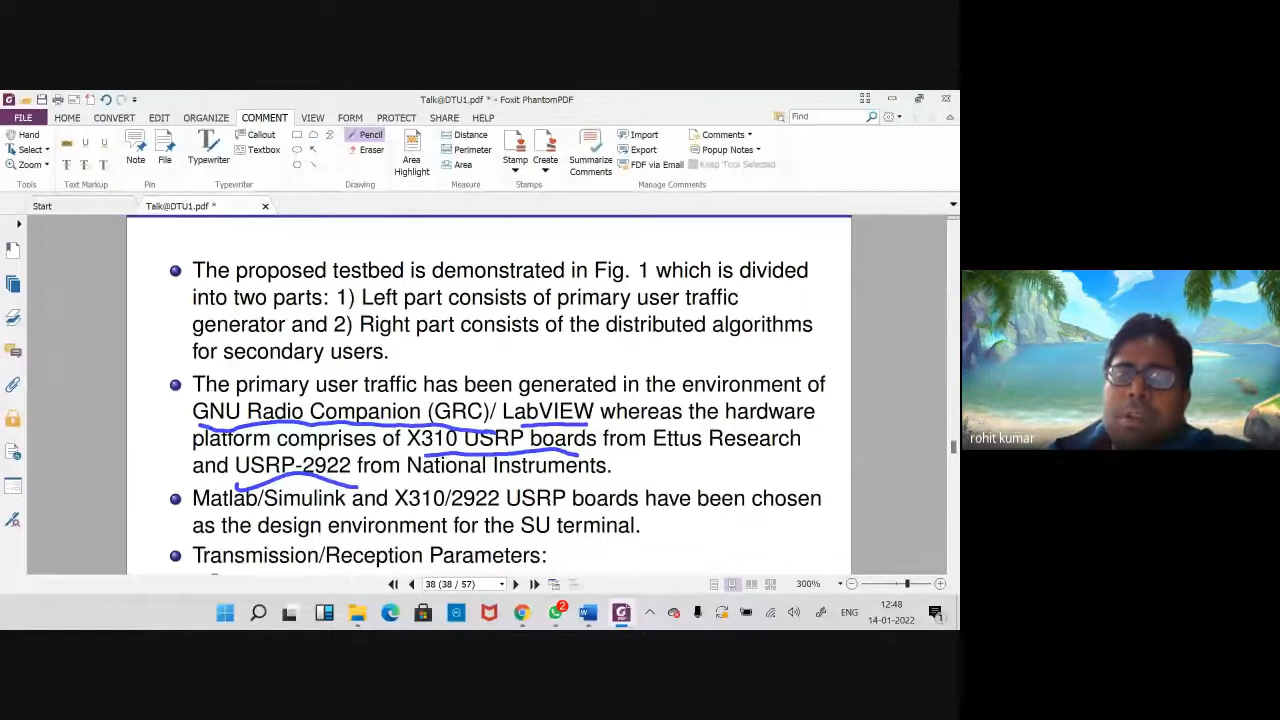 Talk@DTU1.pdf * - Foxit PhantomPDF
FILE HOME CONVERT EDIT ORGANIZE COMMENT VIEW FORM PROTECT SHARE HELP Find
Hand Callout Pencil Distance Import Comments
Select Note File Typewriter Textbox Eraser Area Highlight Perimeter Stamp Create Summarize Comments Export Popup Notes
Zoom Area FDF via Email Keep Tool Selected
Tools Text Markup Pin Typewriter Drawing Measure Stamps Manage Comments
Start Talk@DTU1.pdf *
The proposed testbed is demonstrated in Fig. 1 which is divided
into two parts: 1) Left part consists of primary user traffic
generator and 2) Right part consists of the distributed algorithms
for secondary users.
The primary user traffic has been generated in the environment of
GNU Radio Companion (GRC)/ LabVIEW whereas the hardware
platform comprises of X310 USRP boards from Ettus Research
and USRP-2922 from National Instruments.
Matlab/Simulink and X310/2922 USRP boards have been chosen
as the design environment for the SU terminal.
Transmission/Reception Parameters:
38 (38 / 57) 300%
2 ENG 12:48
14-01-2022 1
rohit kumar